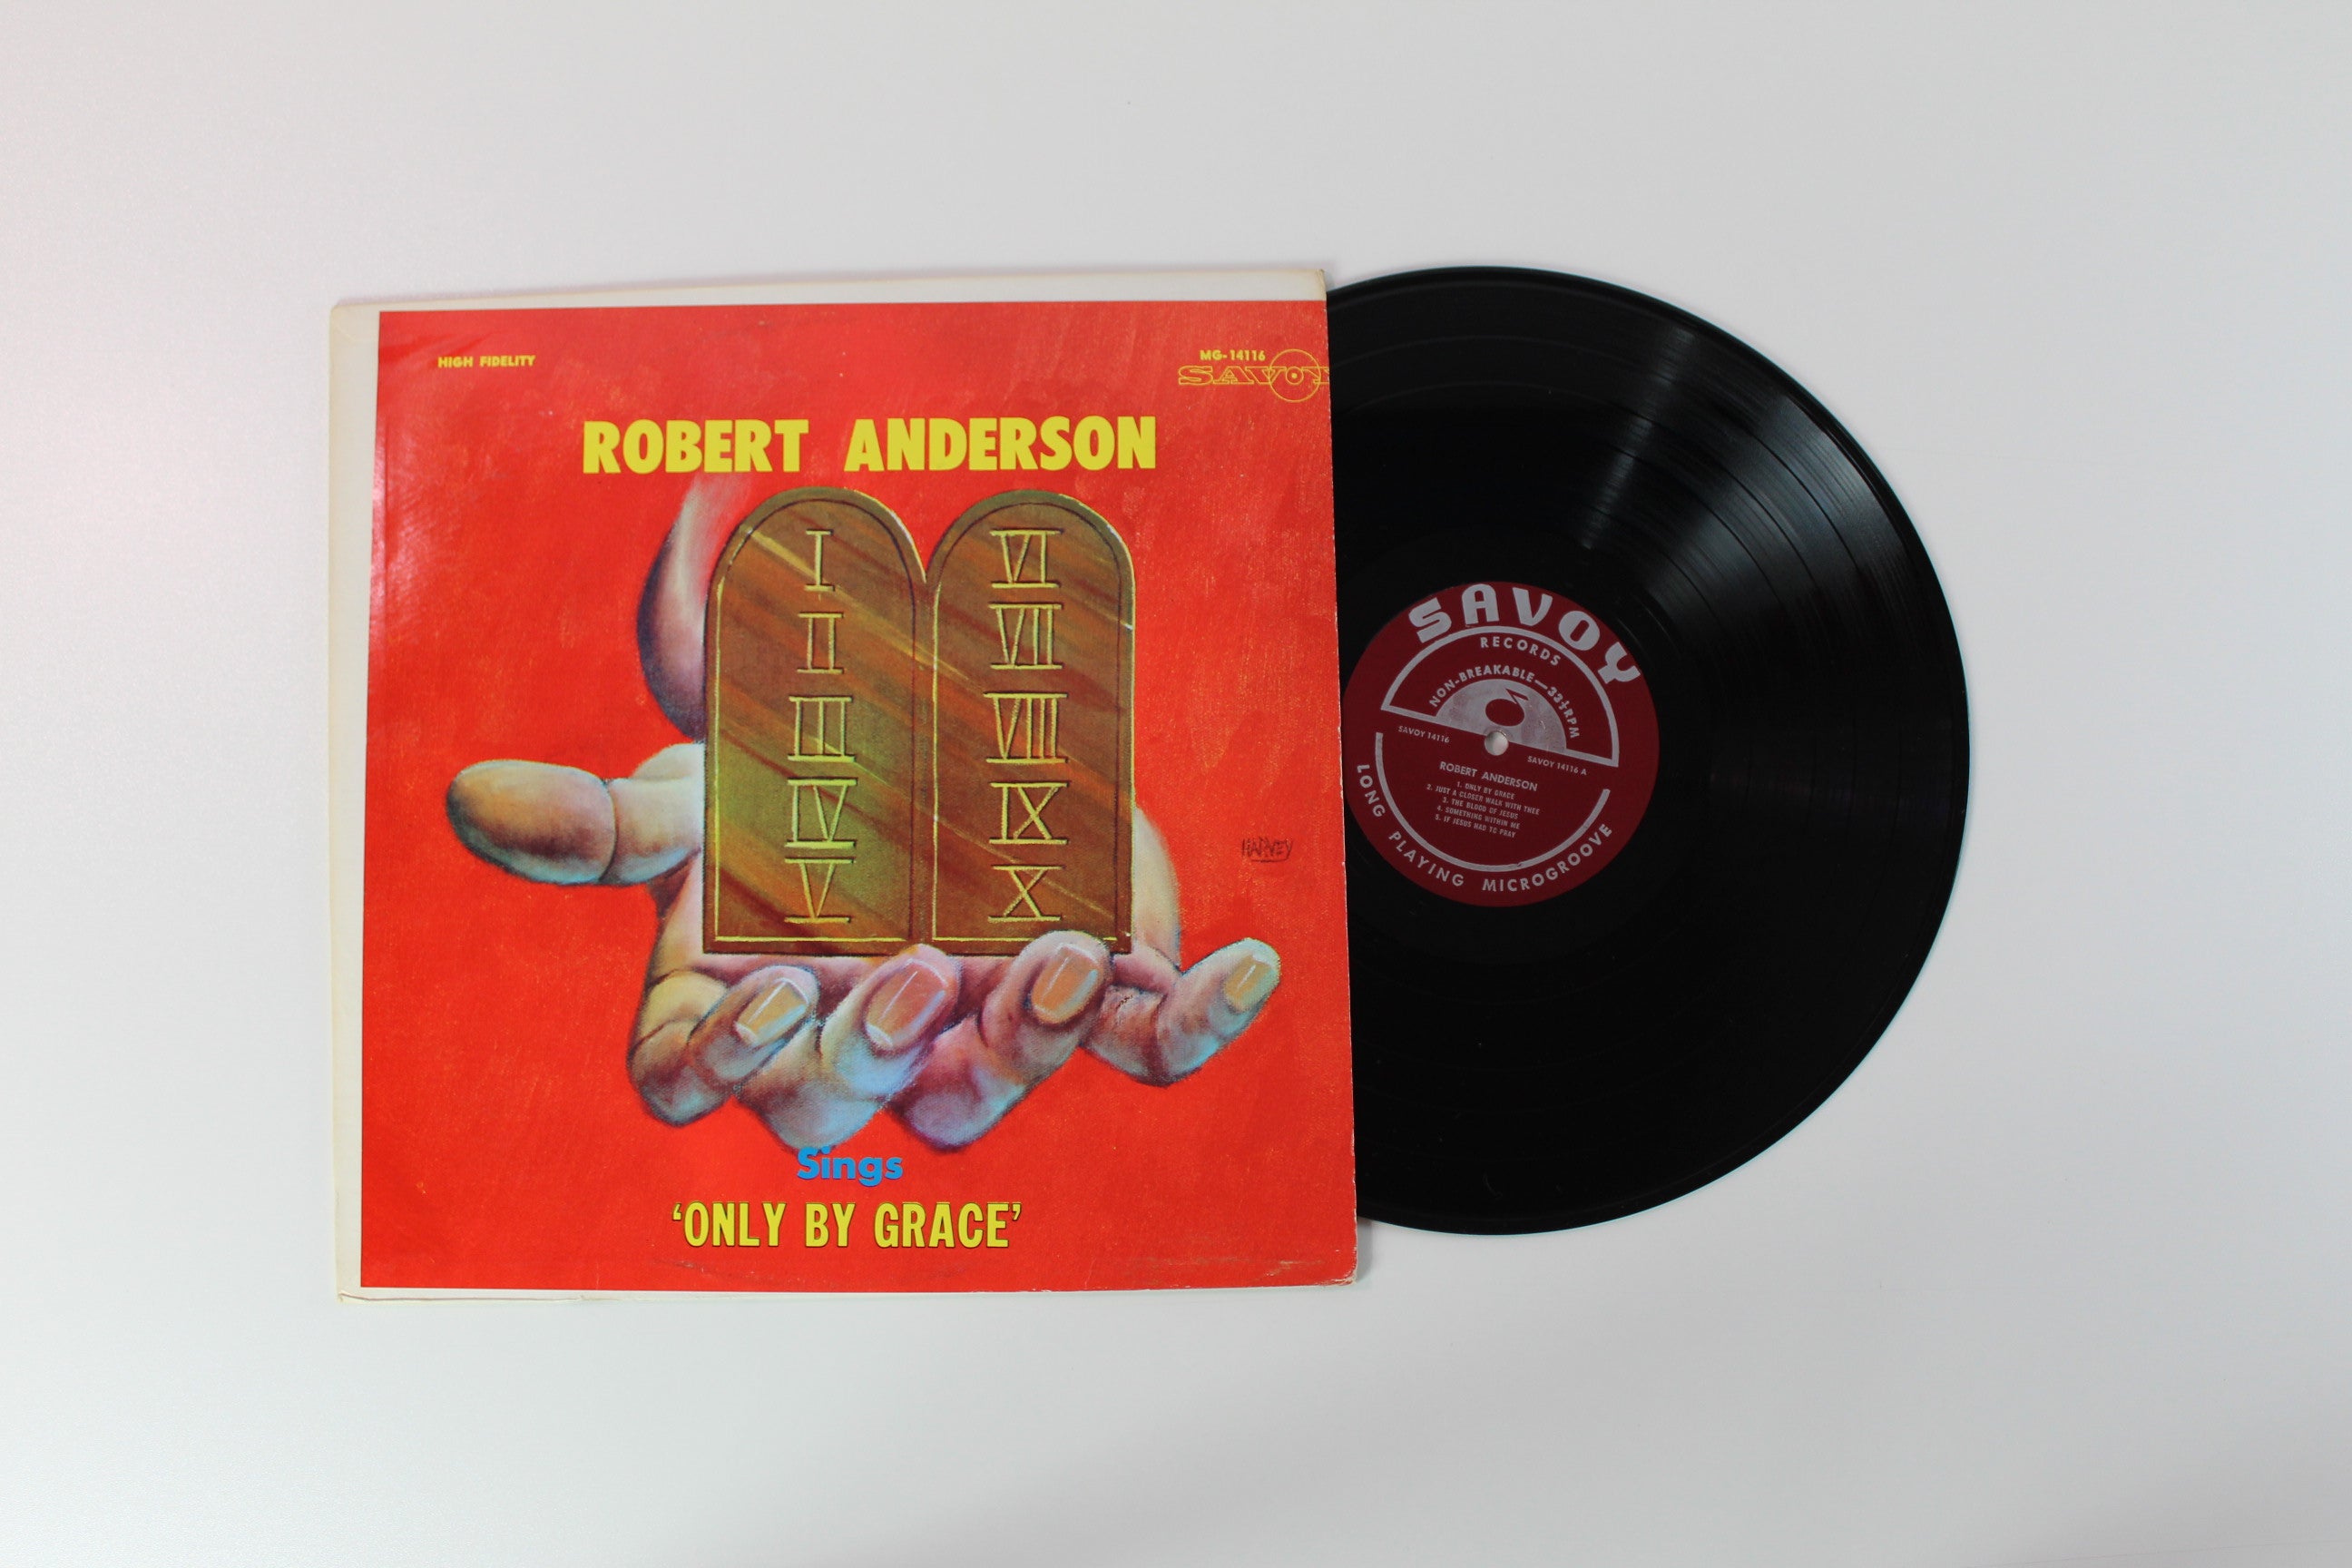 HIGH FIDELITY
MG-14116
SAVOY
ROBERT ANDERSON
I
II
III
IV
V
VI
VII
VIII
IX
X
HARVEY
Sings
‘ONLY BY GRACE’
SAVOY
RECORDS
NON-BREAKABLE—33⅓RPM
SAVOY 14116
SAVOY 14116 A
ROBERT ANDERSON
1. ONLY BY GRACE
2. JUST A CLOSER WALK WITH THEE
3. THE BLOOD OF JESUS
4. SOMETHING WITHIN ME
5. IF JESUS HAD TO PRAY
LONG PLAYING MICROGROOVE